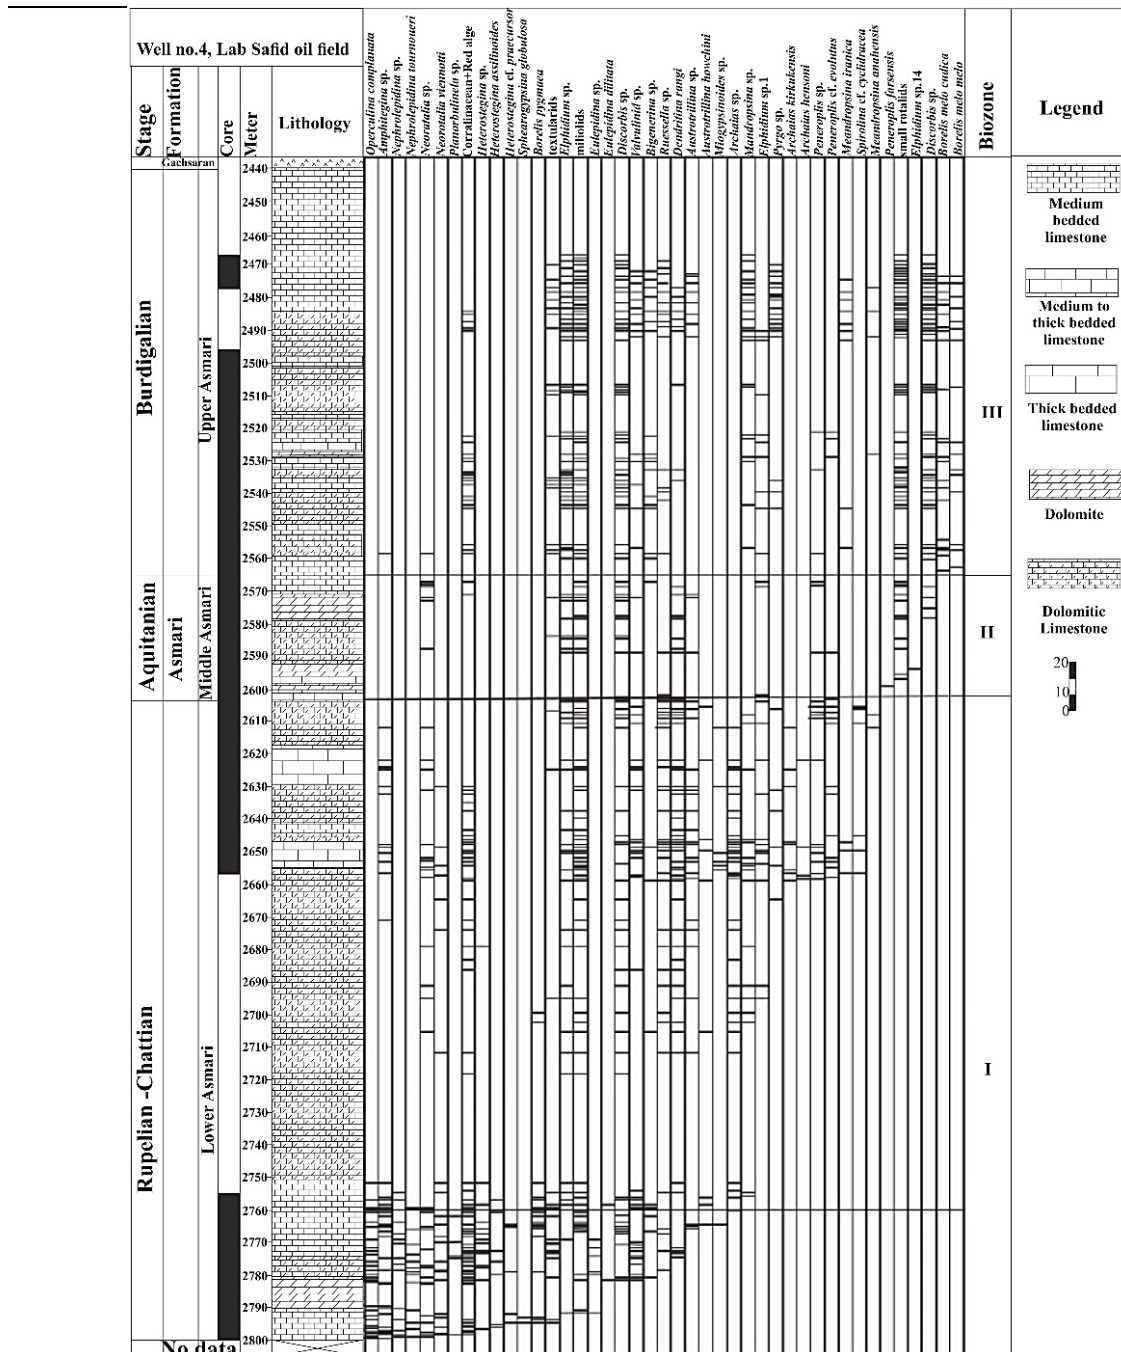 Well no.4, Lab Safid oil field
Stage
Formation
Core
Meter
Lithology
Operculina complanata
Amphitegina sp.
Nephrolepidina sp.
Nephrolepidina tournoueri
Neorotalia sp.
Neorotalia viennotti
Planorbulinela sp.
Corralinacean+Red alge
Heterostegina sp.
Heterostegina assilinoides
Heterostegina cf. praecursor
Sphearogypsina globulosa
Borelis pygmaea
textularids
Elphidium sp.
miliolids
Eulepidina sp.
Eulepidina dilitata
Discorbis sp.
Valvulinid sp.
Bigenerina sp.
Ruessella sp.
Dendritina rangi
Austrotrillina sp.
Austrotrillina howchini
Miogypsinoides sp.
Archaias sp.
Mandropsina sp.
Elphidium sp.1
Pyrgo sp.
Archaias kirkukensis
Archaias hensoni
Peneroplis sp.
Peneroplis cf. evolutus
Meandropsina iranica
Spirolina cf. cyclidracea
Meandropsina anahensis
Peneroplis farsensis
small rotalids
Elphidium sp.14
Discorbis sp.
Borelis melo cudica
Borelis melo melo
Biozone
Legend
Gachsaran
2440
2450
2460
2470
2480
2490
2500
2510
2520
2530
2540
2550
2560
2570
2580
2590
2600
2610
2620
2630
2640
2650
2660
2670
2680
2690
2700
2710
2720
2730
2740
2750
2760
2770
2780
2790
2800
Burdigalian
Upper Asmari
III
Aquitanian
Asmari
Middle Asmari
II
Rupelian -Chattian
Lower Asmari
I
No data
Medium
bedded
limestone
Medium to
thick bedded
limestone
Thick bedded
limestone
Dolomite
Dolomitic
Limestone
20
10
0